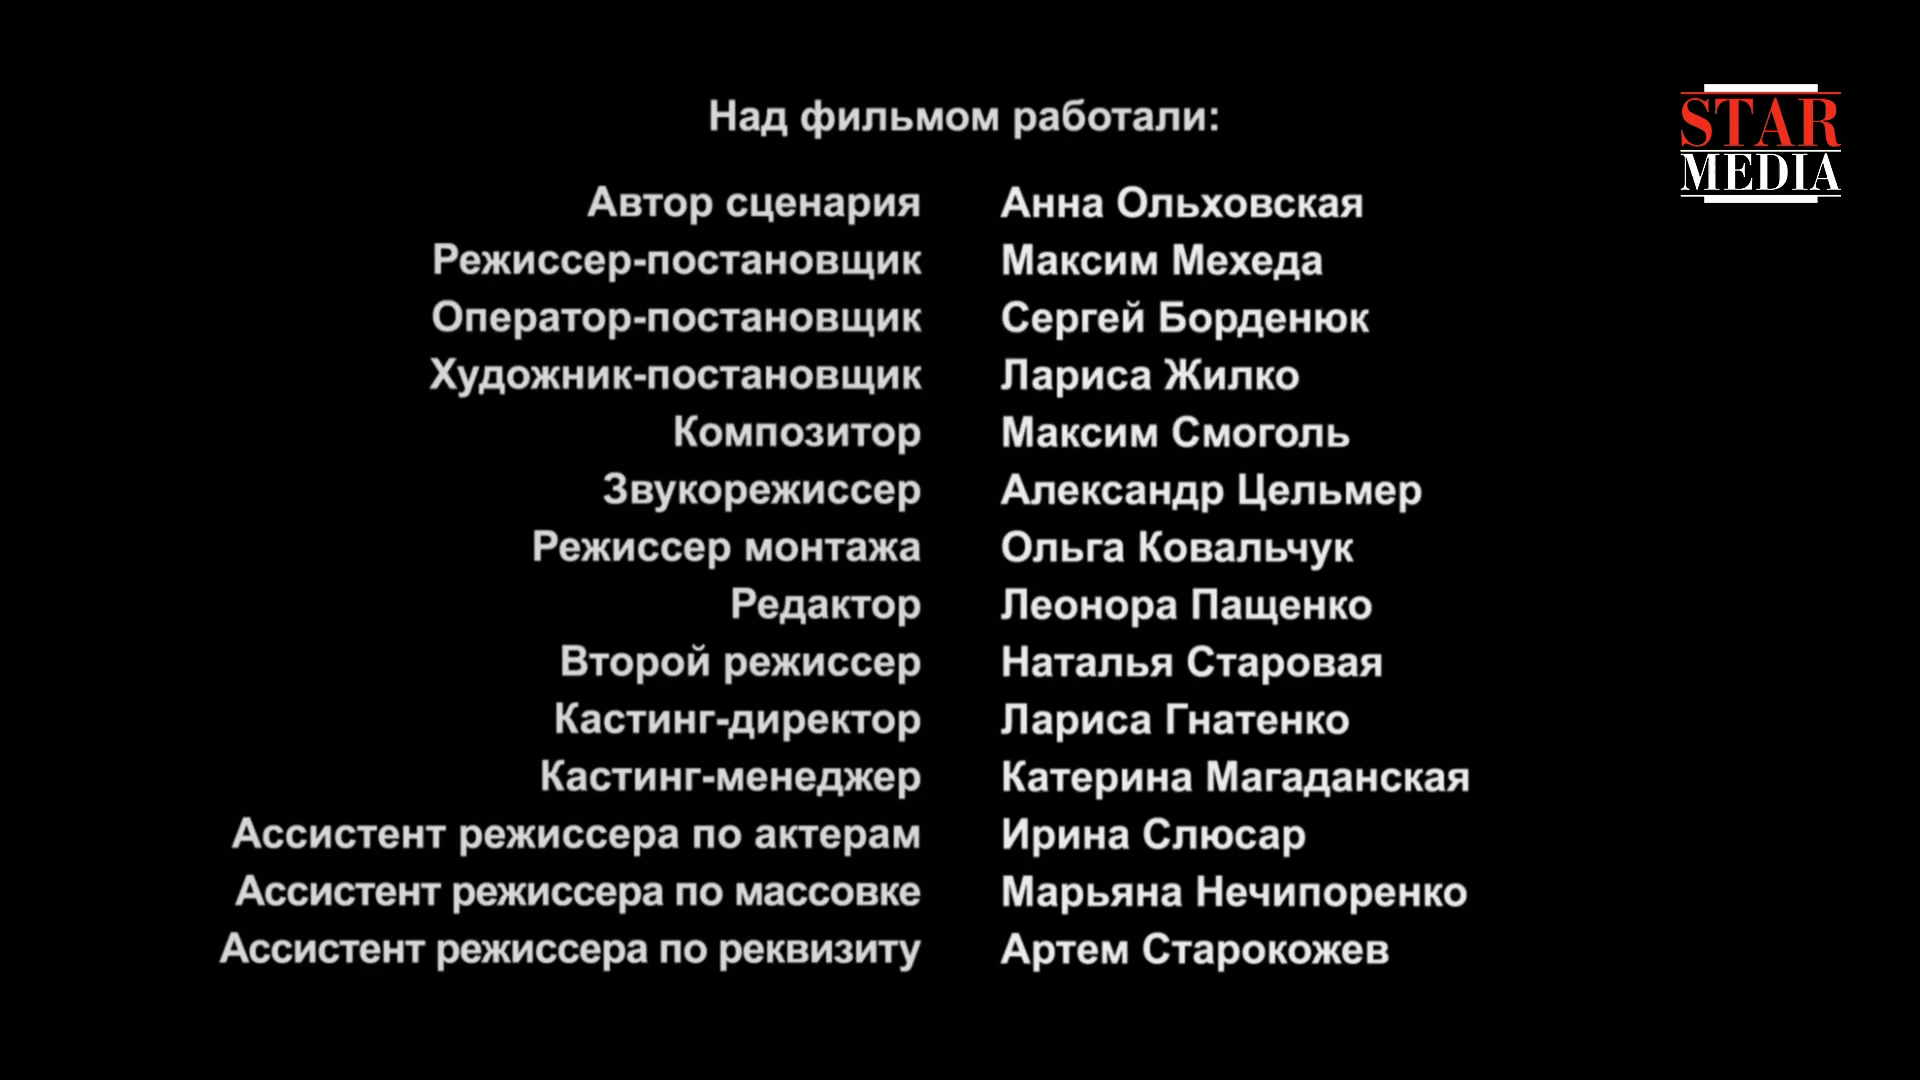 Над фильмом работали:
STAR
MEDIA
Автор сценария Анна Ольховская
Режиссер-постановщик Максим Мехеда
Оператор-постановщик Сергей Борденюк
Художник-постановщик Лариса Жилко
Композитор Максим Смоголь
Звукорежиссер Александр Цельмер
Режиссер монтажа Ольга Ковальчук
Редактор Леонора Пащенко
Второй режиссер Наталья Старовая
Кастинг-директор Лариса Гнатенко
Кастинг-менеджер Катерина Магаданская
Ассистент режиссера по актерам Ирина Слюсар
Ассистент режиссера по массовке Марьяна Нечипоренко
Ассистент режиссера по реквизиту Артем Старокожев